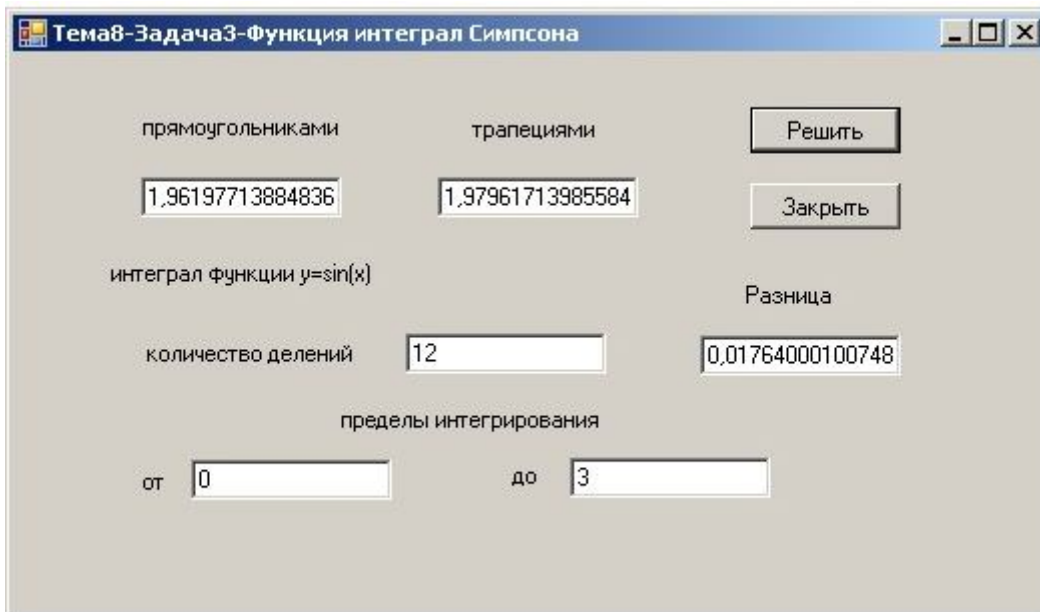 Тема8-Задача3-Функция интеграл Симпсона
прямоугольниками трапециями Решить
1,96197713884836 1,97961713985584 Закрыть
интеграл функции y=sin(x)
Разница
количество делений 12 0,01764000100748
пределы интегрирования
от 0 до 3